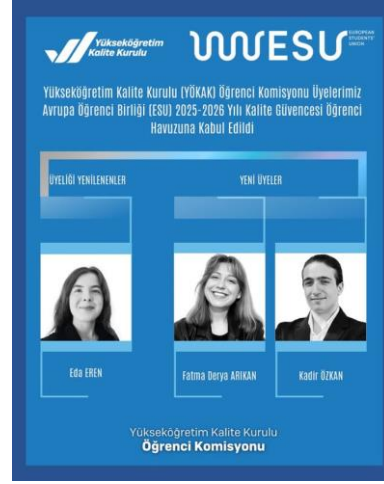 Yükseköğretim
Kalite Kurulu
ESU
EUROPEAN
STUDENTS'
UNION
Yükseköğretim Kalite Kurulu (YÖKAK) Öğrenci Komisyonu Üyelerimiz
Avrupa Öğrenci Birliği (ESU) 2025-2026 Yılı Kalite Güvencesi Öğrenci
Havuzuna Kabul Edildi
ÜYELİĞİ YENİLENENLER
YENİ ÜYELER
Eda EREN
Fatma Derya ARIKAN
Kadir ÖZKAN
Yükseköğretim Kalite Kurulu
Öğrenci Komisyonu